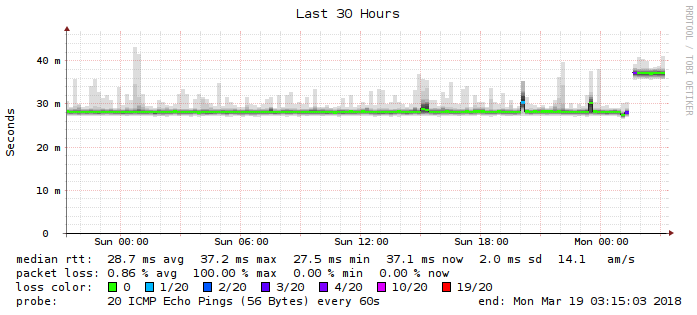 Last 30 Hours
RRDTOOL / TOBI OETIKER
Seconds
40 m
30 m
20 m
10 m
0
Sun 00:00 Sun 06:00 Sun 12:00 Sun 18:00 Mon 00:00
median rtt: 28.7 ms avg 37.2 ms max 27.5 ms min 37.1 ms now 2.0 ms sd 14.1 am/s
packet loss: 0.86 % avg 100.00 % max 0.00 % min 0.00 % now
loss color: 0 1/20 2/20 3/20 4/20 10/20 19/20
probe: 20 ICMP Echo Pings (56 Bytes) every 60s end: Mon Mar 19 03:15:03 2018